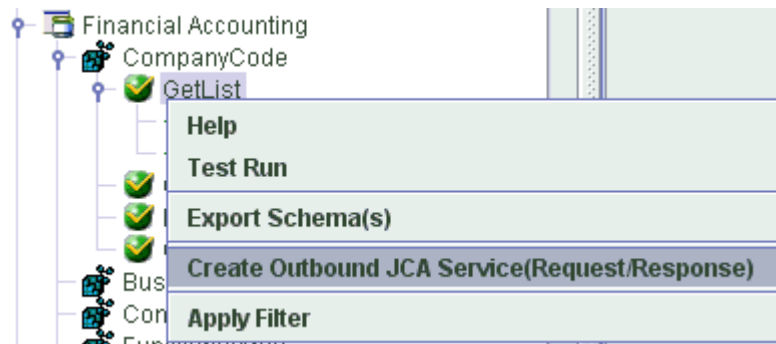 Financial Accounting
CompanyCode
GetList
Help
Test Run
Export Schema(s)
Create Outbound JCA Service(Request/Response)
Bus
Con
Apply Filter